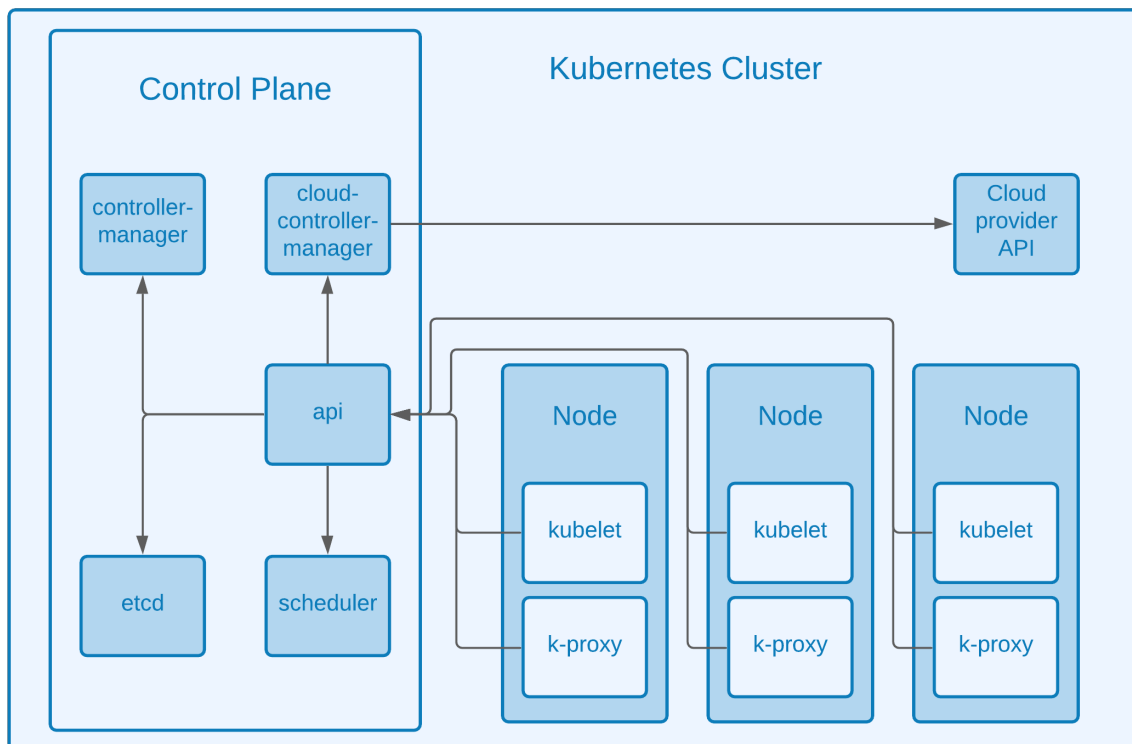 Kubernetes Cluster
Control Plane
controller-
manager
cloud-
controller-
manager
Cloud
provider
API
api
Node
Node
Node
kubelet
kubelet
kubelet
etcd
scheduler
k-proxy
k-proxy
k-proxy